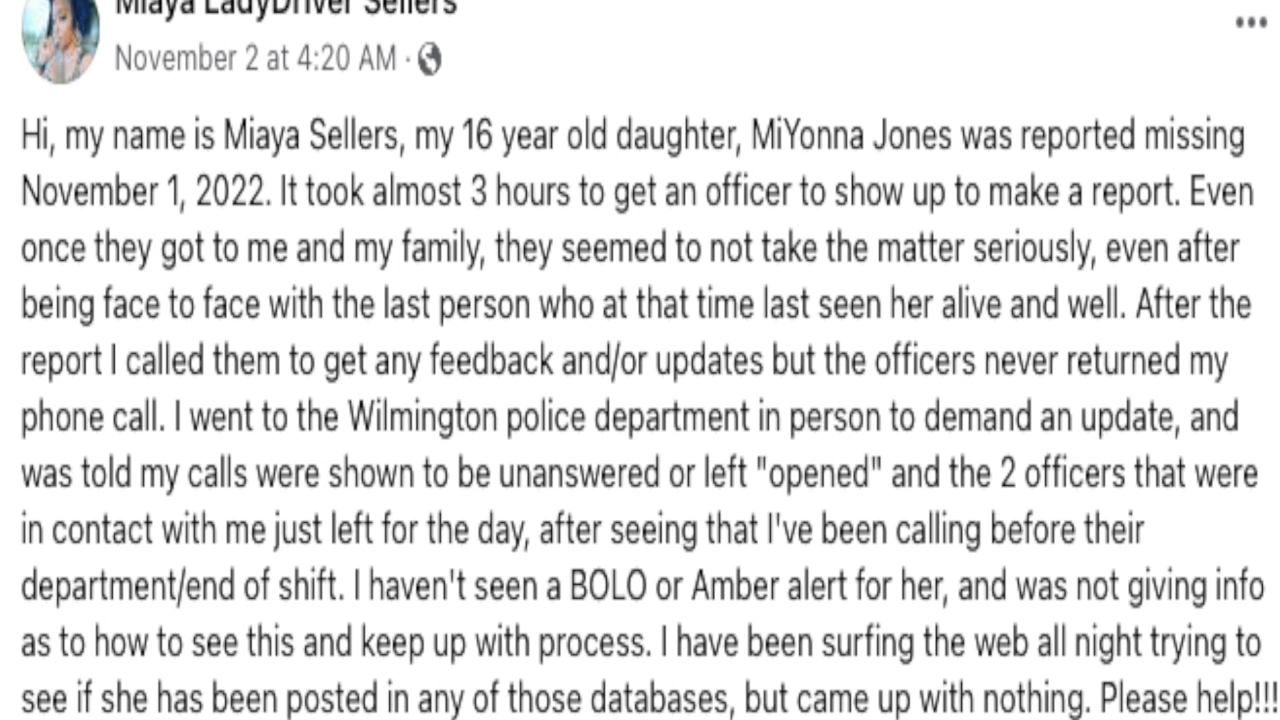 Miaya LadyDriver Sellers
November 2 at 4:20 AM ·
Hi, my name is Miaya Sellers, my 16 year old daughter, MiYonna Jones was reported missing
November 1, 2022. It took almost 3 hours to get an officer to show up to make a report. Even
once they got to me and my family, they seemed to not take the matter seriously, even after
being face to face with the last person who at that time last seen her alive and well. After the
report I called them to get any feedback and/or updates but the officers never returned my
phone call. I went to the Wilmington police department in person to demand an update, and
was told my calls were shown to be unanswered or left "opened" and the 2 officers that were
in contact with me just left for the day, after seeing that I've been calling before their
department/end of shift. I haven't seen a BOLO or Amber alert for her, and was not giving info
as to how to see this and keep up with process. I have been surfing the web all night trying to
see if she has been posted in any of those databases, but came up with nothing. Please help!!!